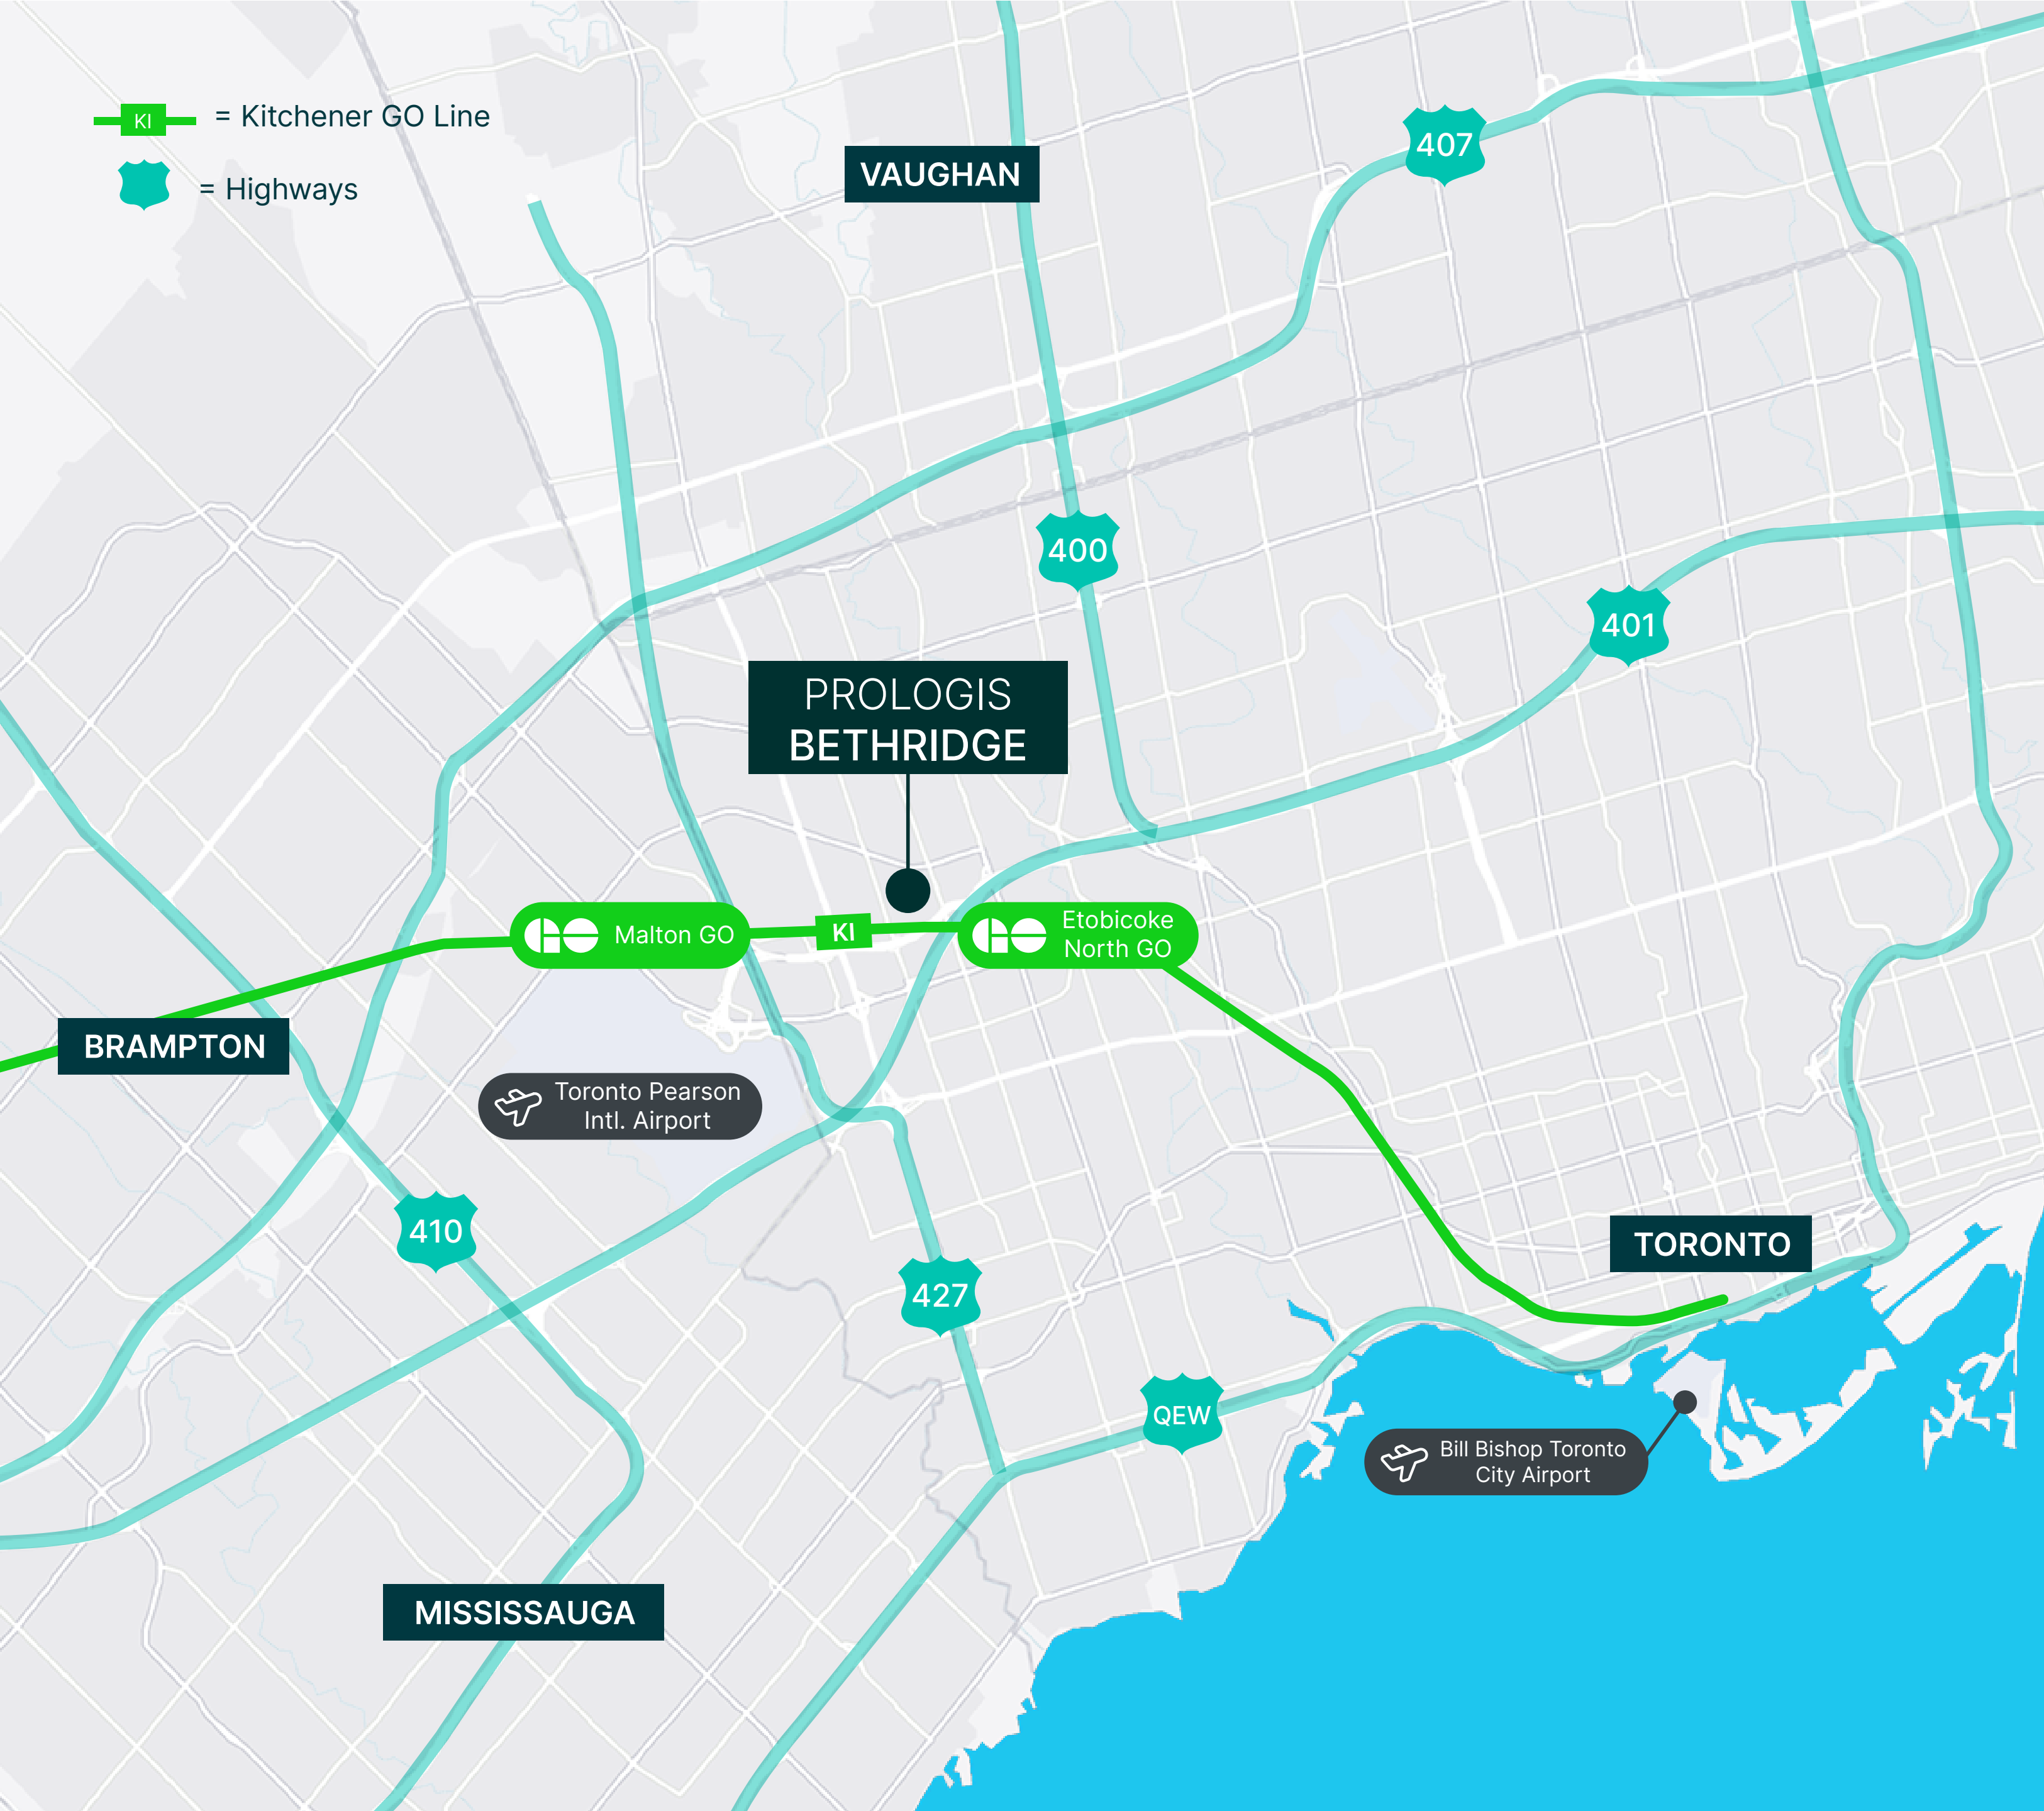 KI = Kitchener GO Line
= Highways
VAUGHAN
407
400
401
PROLOGIS
BETHRIDGE
Malton GO
KI
Etobicoke
North GO
BRAMPTON
Toronto Pearson
Intl. Airport
410
427
TORONTO
QEW
Bill Bishop Toronto
City Airport
MISSISSAUGA